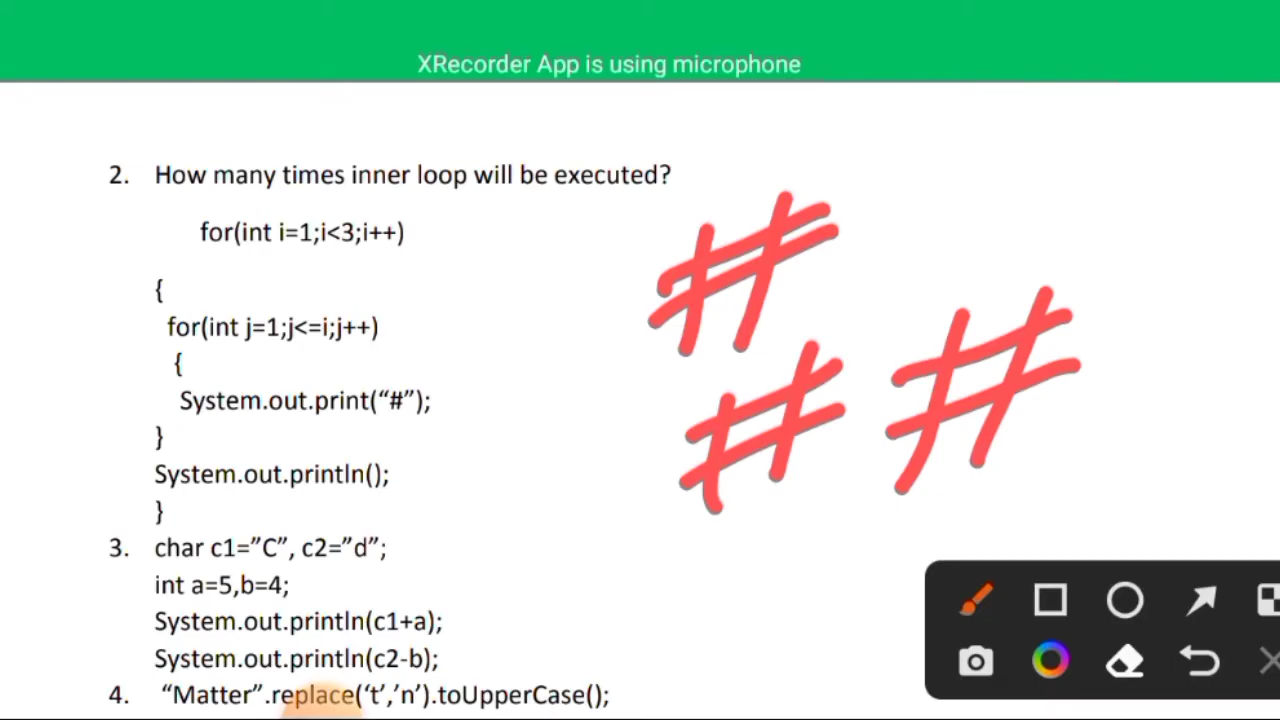 XRecorder App is using microphone
2. How many times inner loop will be executed?
for(int i=1;i<3;i++)
{
for(int j=1;j<=i;j++)
{
System.out.print(“#”);
}
System.out.println();
}
3. char c1=”C”, c2=”d”;
int a=5,b=4;
System.out.println(c1+a);
System.out.println(c2-b);
4. “Matter”.replace(‘t’,’n’).toUpperCase();
#
# #